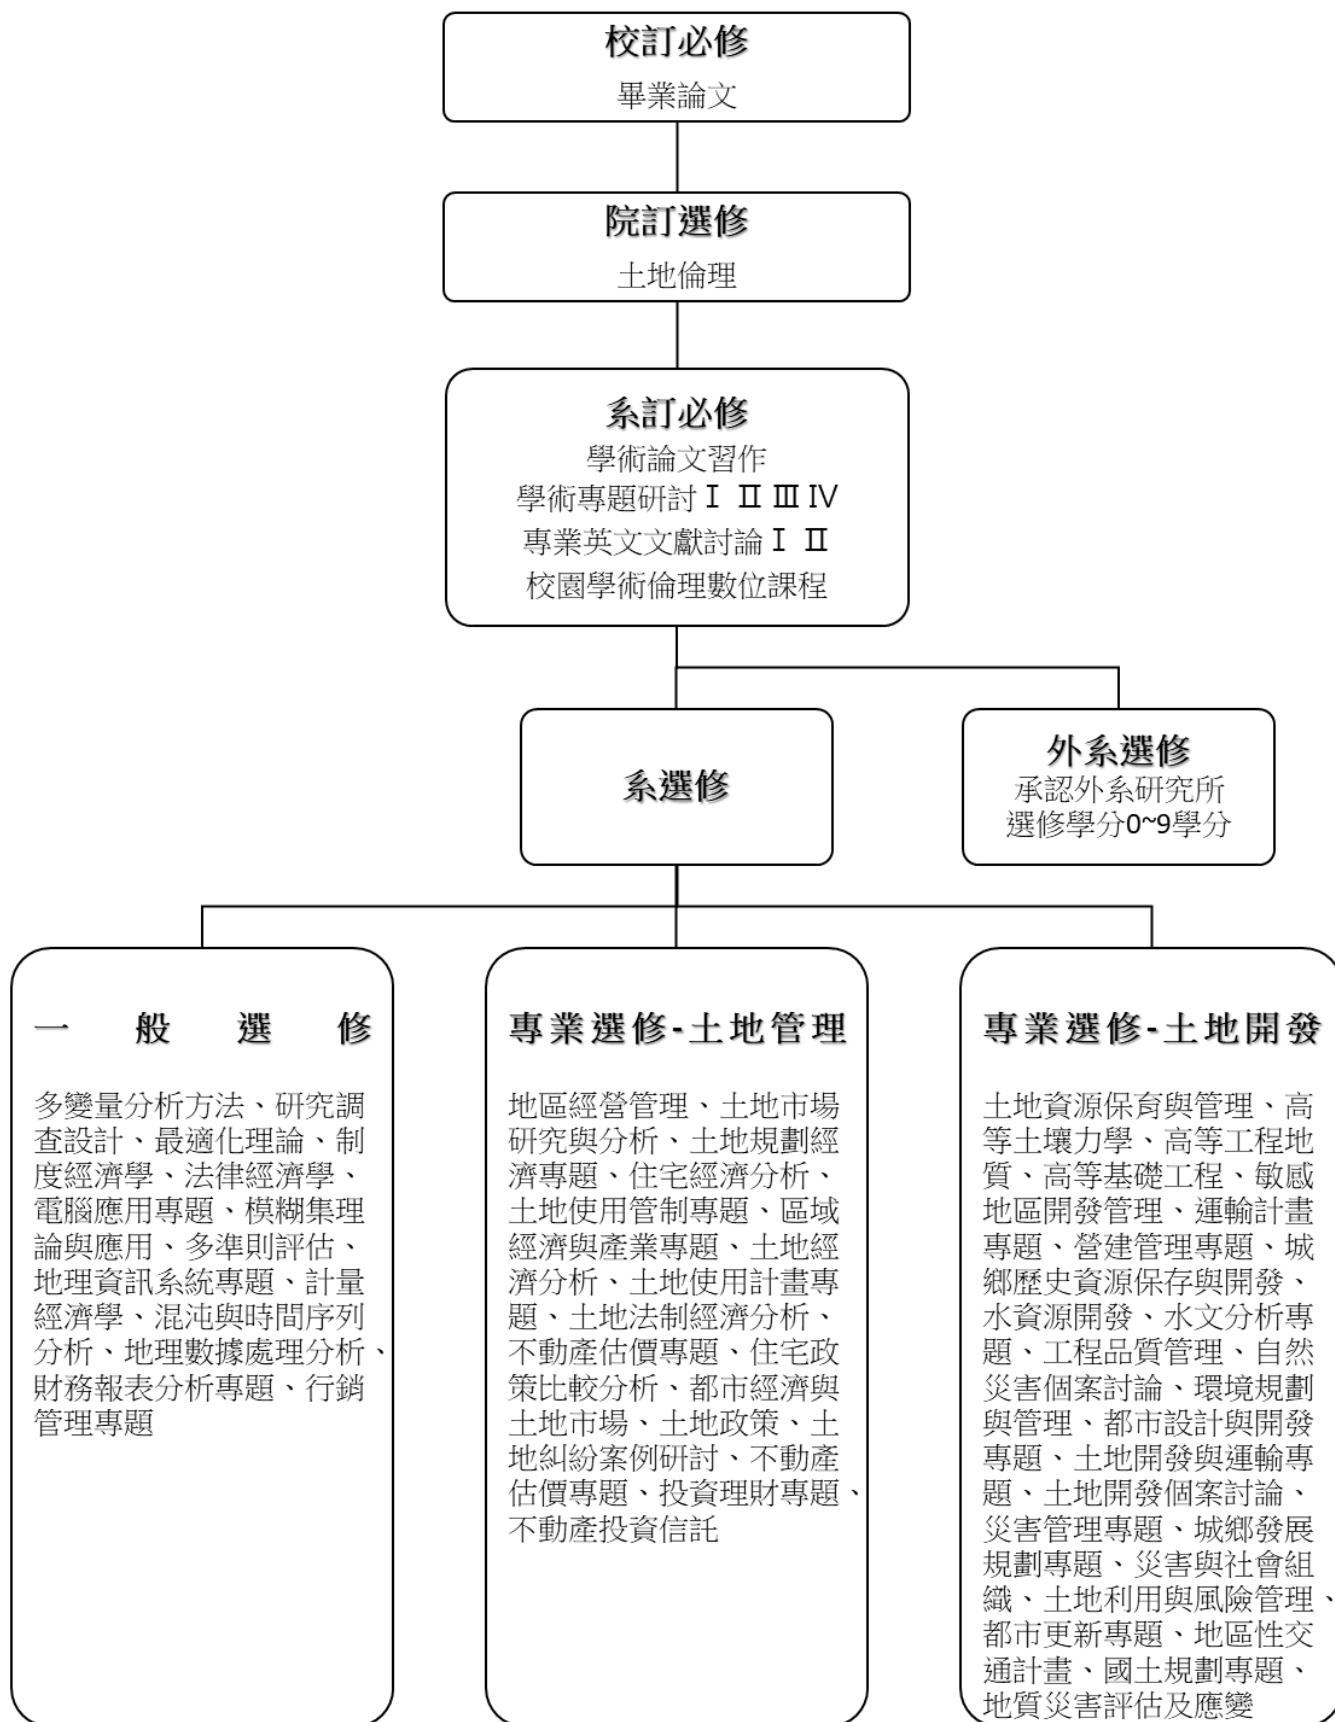 校訂必修
畢業論文
院訂選修
土地倫理
系訂必修
學術論文習作
學術專題研討Ⅰ Ⅱ Ⅲ Ⅳ
專業英文文獻討論Ⅰ Ⅱ
校園學術倫理數位課程
系選修
外系選修
承認外系研究所
選修學分0~9學分
一般選修
多變量分析方法、研究調
查設計、最適化理論、制
度經濟學、法律經濟學、
電腦應用專題、模糊集理
論與應用、多準則評估、
地理資訊系統專題、計量
經濟學、混沌與時間序列
分析、地理數據處理分析、
財務報表分析專題、行銷
管理專題
專業選修-土地管理
地區經營管理、土地市場
研究與分析、土地規劃經
濟專題、住宅經濟分析、
土地使用管制專題、區域
經濟與產業專題、土地經
濟分析、土地使用計畫專
題、土地法制經濟分析、
不動產估價專題、住宅政
策比較分析、都市經濟與
土地市場、土地政策、土
地糾紛案例研討、不動產
估價專題、投資理財專題、
不動產投資信託
專業選修-土地開發
土地資源保育與管理、高
等土壤力學、高等工程地
質、高等基礎工程、敏感
地區開發管理、運輸計畫
專題、營建管理專題、城
鄉歷史資源保存與開發、
水資源開發、水文分析專
題、工程品質管理、自然
災害個案討論、環境規劃
與管理、都市設計與開發
專題、土地開發與運輸專
題、土地開發個案討論、
災害管理專題、城鄉發展
規劃專題、災害與社會組
織、土地利用與風險管理、
都市更新專題、地區性交
通計畫、國土規劃專題、
地質災害評估及應變